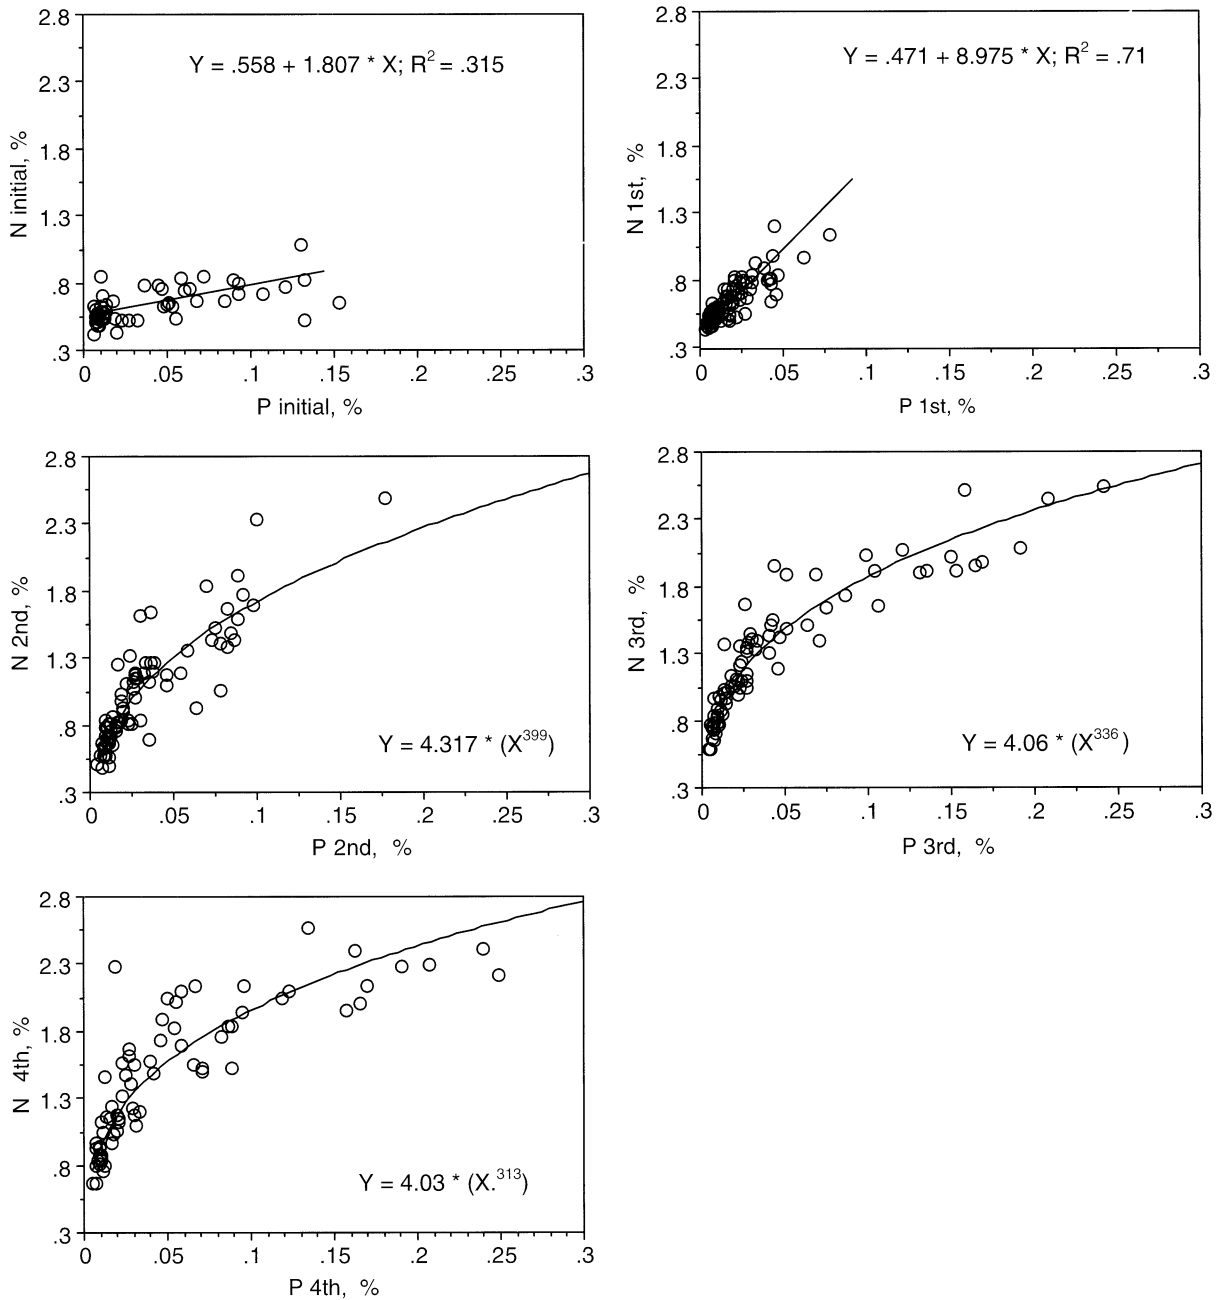 Y = .558 + 1.807 * X; R² = .315
N initial, %
2.8
2.3
1.8
1.3
.8
.3
0 .05 .1 .15 .2 .25 .3
P initial, %
Y = .471 + 8.975 * X; R² = .71
N 1st, %
2.8
2.3
1.8
1.3
.8
.3
0 .05 .1 .15 .2 .25 .3
P 1st, %
N 2nd, %
2.8
2.3
1.8
1.3
.8
.3
Y = 4.317 * (X³⁹⁹)
0 .05 .1 .15 .2 .25 .3
P 2nd, %
N 3rd, %
2.8
2.3
1.8
1.3
.8
.3
Y = 4.06 * (X³³⁶)
0 .05 .1 .15 .2 .25 .3
P 3rd, %
N 4th, %
2.8
2.3
1.8
1.3
.8
.3
Y = 4.03 * (X.³¹³)
0 .05 .1 .15 .2 .25 .3
P 4th, %